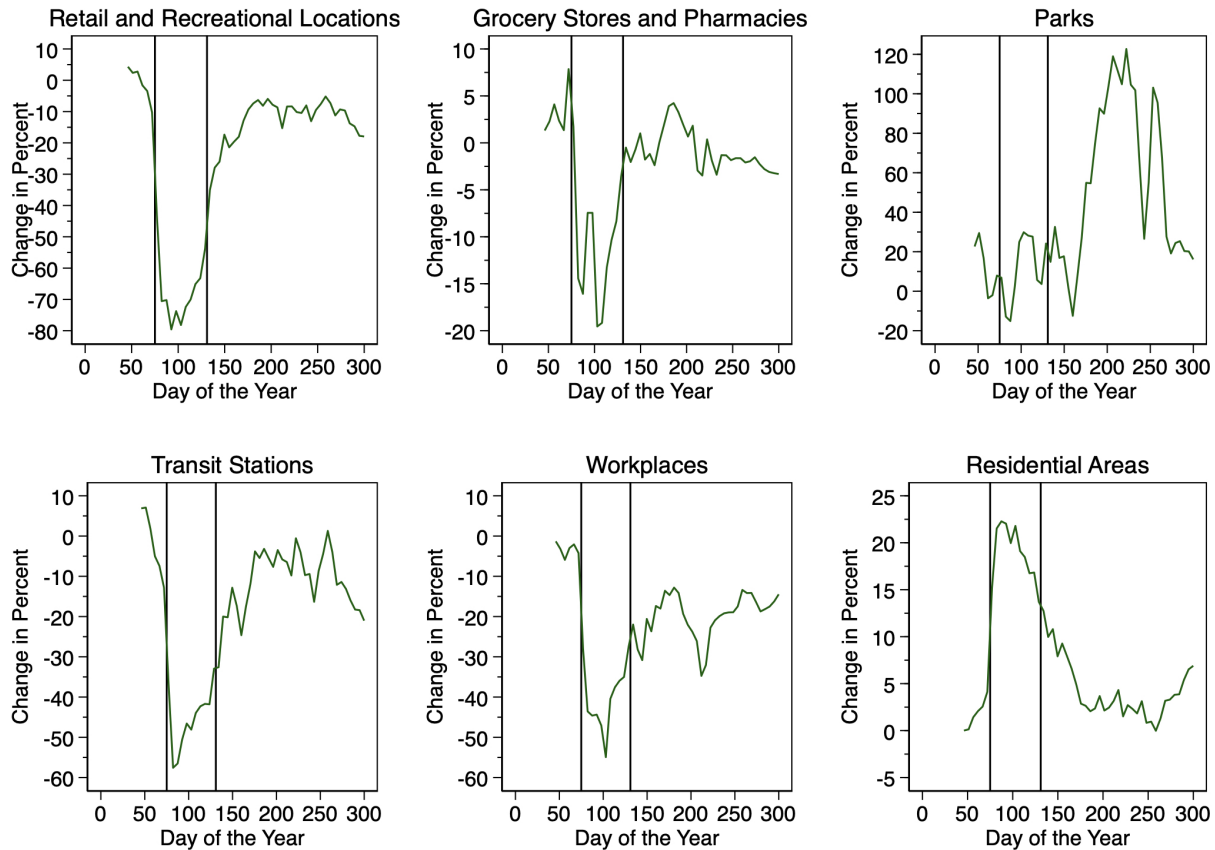 Retail and Recreational Locations
Change in Percent
10
0
-10
-20
-30
-40
-50
-60
-70
-80
0 50 100 150 200 250 300
Day of the Year
Grocery Stores and Pharmacies
Change in Percent
10
5
0
-5
-10
-15
-20
0 50 100 150 200 250 300
Day of the Year
Parks
Change in Percent
120
100
80
60
40
20
0
-20
0 50 100 150 200 250 300
Day of the Year
Transit Stations
Change in Percent
10
0
-10
-20
-30
-40
-50
-60
0 50 100 150 200 250 300
Day of the Year
Workplaces
Change in Percent
10
0
-10
-20
-30
-40
-50
-60
0 50 100 150 200 250 300
Day of the Year
Residential Areas
Change in Percent
25
20
15
10
5
0
-5
0 50 100 150 200 250 300
Day of the Year